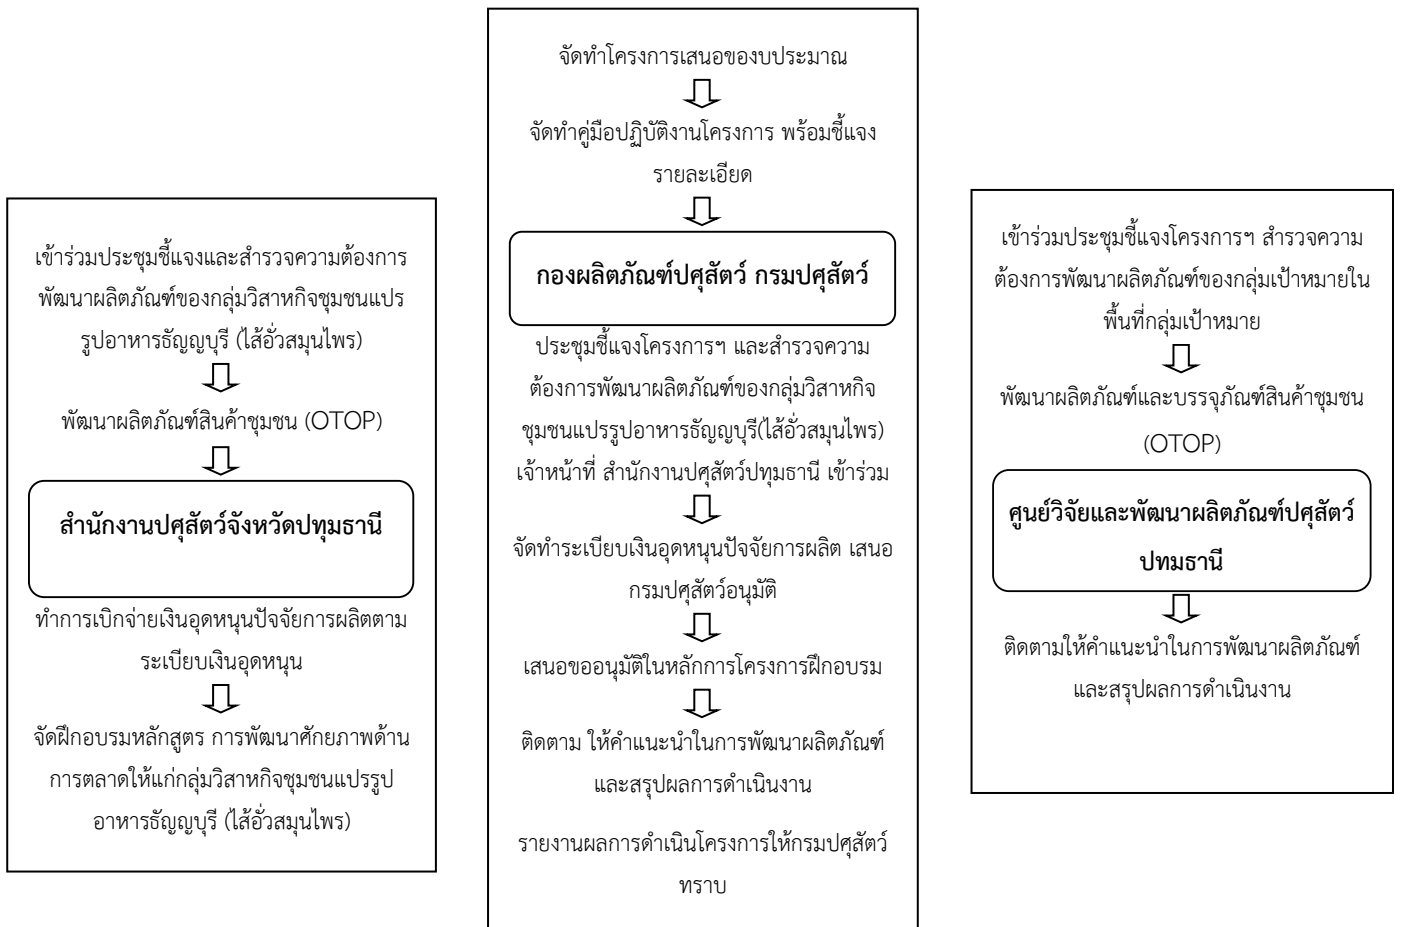 เข้าร่วมประชุมชี้แจงและสำรวจความต้องการ
พัฒนาผลิตภัณฑ์ของกลุ่มวิสาหกิจชุมชนแปร
รูปอาหารธัญญบุรี (ไส้อั่วสมุนไพร)
พัฒนาผลิตภัณฑ์สินค้าชุมชน (OTOP)
สำนักงานปศุสัตว์จังหวัดปทุมธานี
ทำการเบิกจ่ายเงินอุดหนุนปัจจัยการผลิตตาม
ระเบียบเงินอุดหนุน
จัดฝึกอบรมหลักสูตร การพัฒนาศักยภาพด้าน
การตลาดให้แก่กลุ่มวิสาหกิจชุมชนแปรรูป
อาหารธัญญบุรี (ไส้อั่วสมุนไพร)
จัดทำโครงการเสนอของบประมาณ
จัดทำคู่มือปฏิบัติงานโครงการ พร้อมชี้แจง
รายละเอียด
กองผลิตภัณฑ์ปศุสัตว์ กรมปศุสัตว์
ประชุมชี้แจงโครงการฯ และสำรวจความ
ต้องการพัฒนาผลิตภัณฑ์ของกลุ่มวิสาหกิจ
ชุมชนแปรรูปอาหารธัญญบุรี(ไส้อั่วสมุนไพร)
เจ้าหน้าที่ สำนักงานปศุสัตว์ปทุมธานี เข้าร่วม
จัดทำระเบียบเงินอุดหนุนปัจจัยการผลิต เสนอ
กรมปศุสัตว์อนุมัติ
เสนอขออนุมัติในหลักการโครงการฝึกอบรม
ติดตาม ให้คำแนะนำในการพัฒนาผลิตภัณฑ์
และสรุปผลการดำเนินงาน
รายงานผลการดำเนินโครงการให้กรมปศุสัตว์
ทราบ
เข้าร่วมประชุมชี้แจงโครงการฯ สำรวจความ
ต้องการพัฒนาผลิตภัณฑ์ของกลุ่มเป้าหมายใน
พื้นที่กลุ่มเป้าหมาย
พัฒนาผลิตภัณฑ์และบรรจุภัณฑ์สินค้าชุมชน
(OTOP)
ศูนย์วิจัยและพัฒนาผลิตภัณฑ์ปศุสัตว์
ปทมธานี
ติดตามให้คำแนะนำในการพัฒนาผลิตภัณฑ์
และสรุปผลการดำเนินงาน